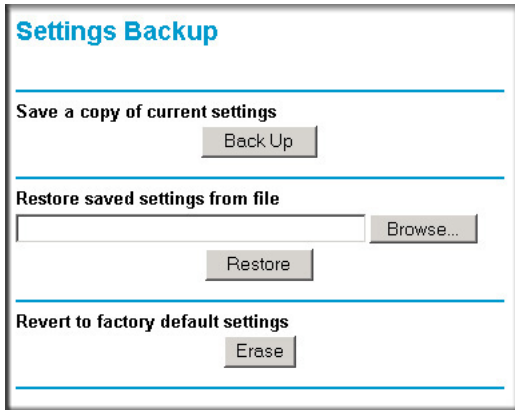 Settings Backup
Save a copy of current settings
Back Up
Restore saved settings from file
Browse...
Restore
Revert to factory default settings
Erase